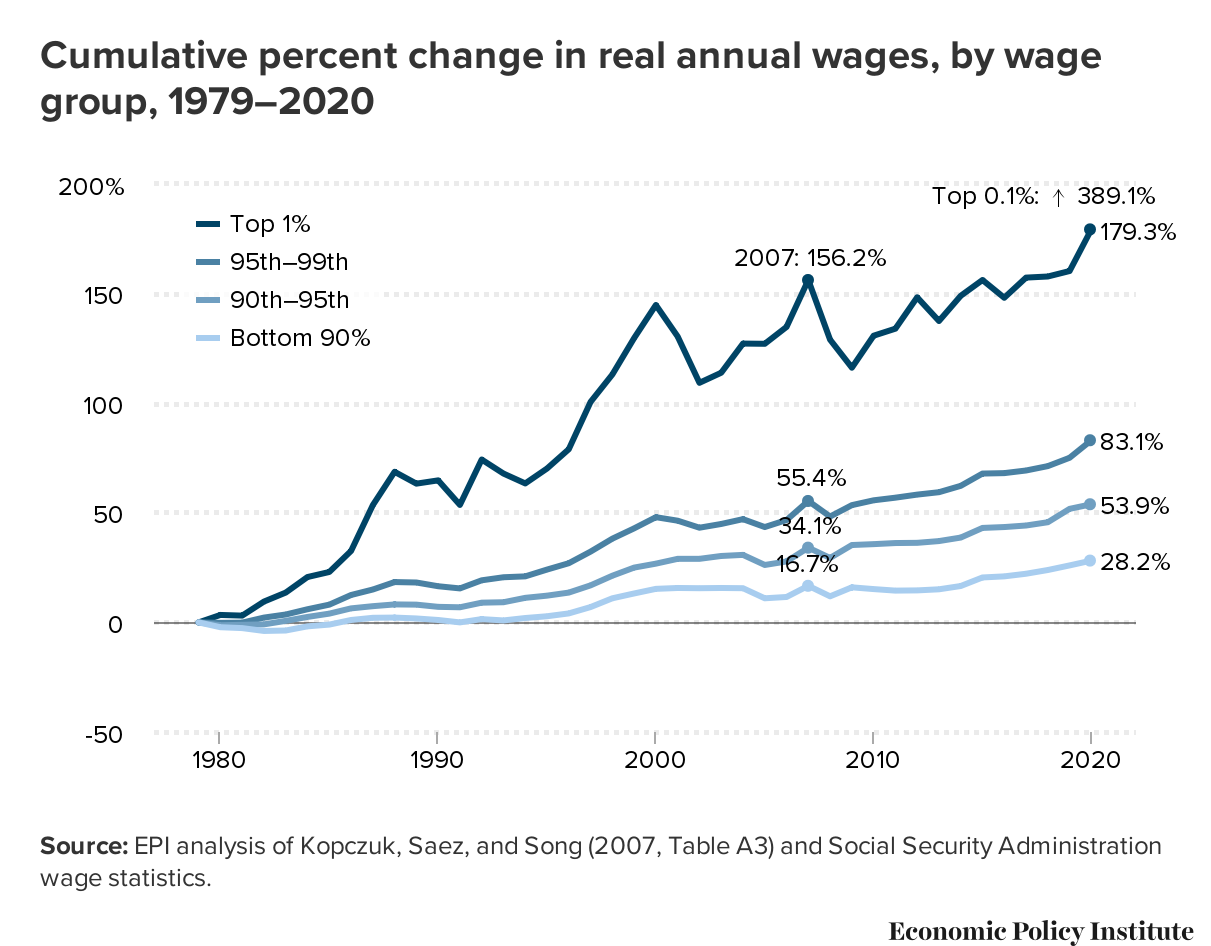 Cumulative percent change in real annual wages, by wage
group, 1979–2020
200%
Top 0.1%: ↑ 389.1%
Top 1%
179.3%
95th–99th
2007: 156.2%
150
90th–95th
Bottom 90%
100
83.1%
55.4%
53.9%
50
34.1%
16.7%
28.2%
0
-50
1980
1990
2000
2010
2020
Source: EPI analysis of Kopczuk, Saez, and Song (2007, Table A3) and Social Security Administration
wage statistics.
Economic Policy Institute